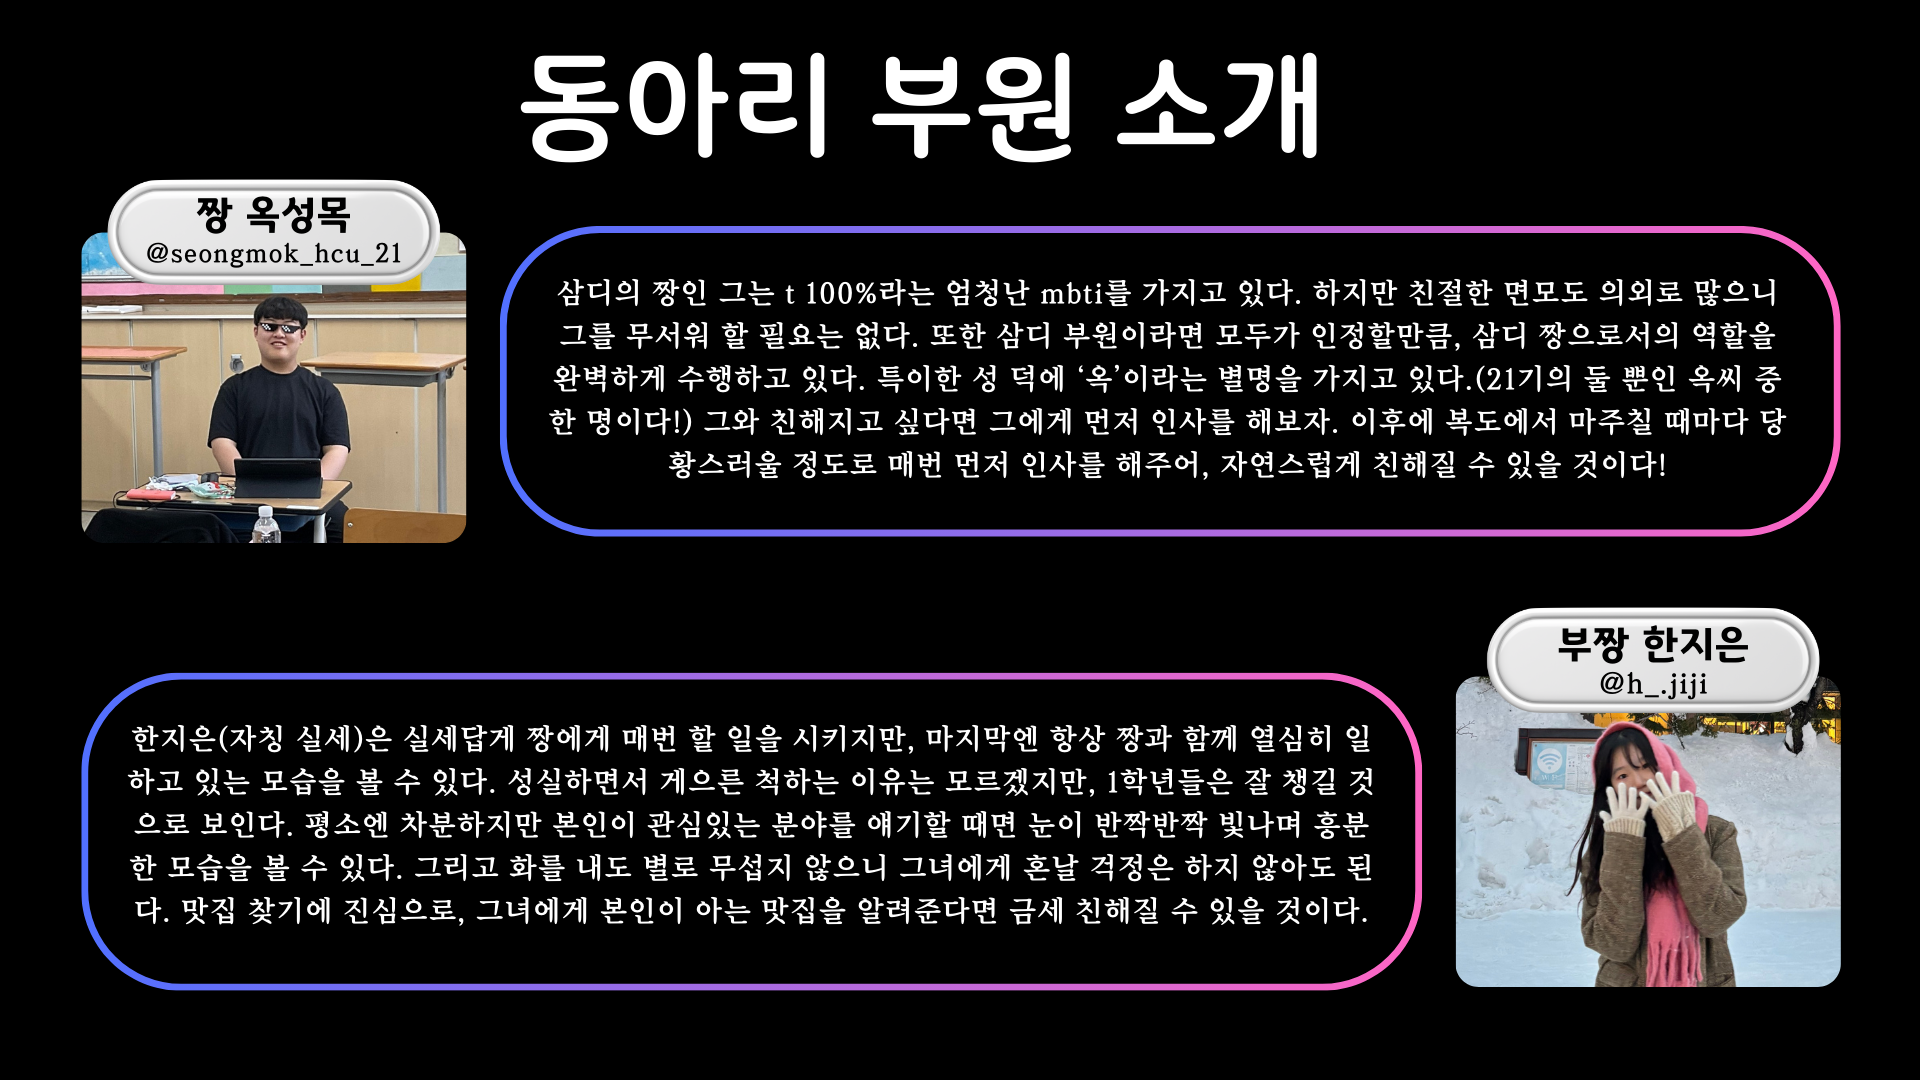 동아리 부원 소개
짱 옥성목
@seongmok_hcu_21
삼디의 짱인 그는 t 100%라는 엄청난 mbti를 가지고 있다. 하지만 친절한 면모도 의외로 많으니
그를 무서워 할 필요는 없다. 또한 삼디 부원이라면 모두가 인정할만큼, 삼디 짱으로서의 역할을
완벽하게 수행하고 있다. 특이한 성 덕에 ‘옥’이라는 별명을 가지고 있다.(21기의 둘 뿐인 옥씨 중
한 명이다!) 그와 친해지고 싶다면 그에게 먼저 인사를 해보자. 이후에 복도에서 마주칠 때마다 당
황스러울 정도로 매번 먼저 인사를 해주어, 자연스럽게 친해질 수 있을 것이다!
부짱 한지은
@h_.jiji
한지은(자칭 실세)은 실세답게 짱에게 매번 할 일을 시키지만, 마지막엔 항상 짱과 함께 열심히 일
하고 있는 모습을 볼 수 있다. 성실하면서 게으른 척하는 이유는 모르겠지만, 1학년들은 잘 챙길 것
으로 보인다. 평소엔 차분하지만 본인이 관심있는 분야를 얘기할 때면 눈이 반짝반짝 빛나며 흥분
한 모습을 볼 수 있다. 그리고 화를 내도 별로 무섭지 않으니 그녀에게 혼날 걱정은 하지 않아도 된
다. 맛집 찾기에 진심으로, 그녀에게 본인이 아는 맛집을 알려준다면 금세 친해질 수 있을 것이다.